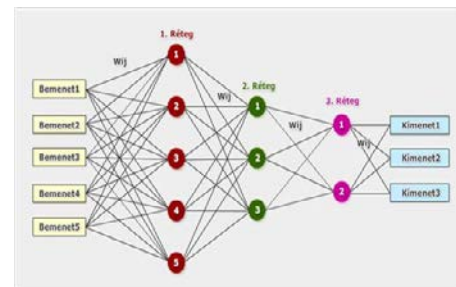 1. Réteg
Wij
1
Bemenet1
2. Réteg
Wij
3. Réteg
2
1
Bemenet2
Wij
1
Kimenet1
Wij
Bemenet3
3
2
Kimenet2
Bemenet4
2
Kimenet3
4
3
Bemenet5
5